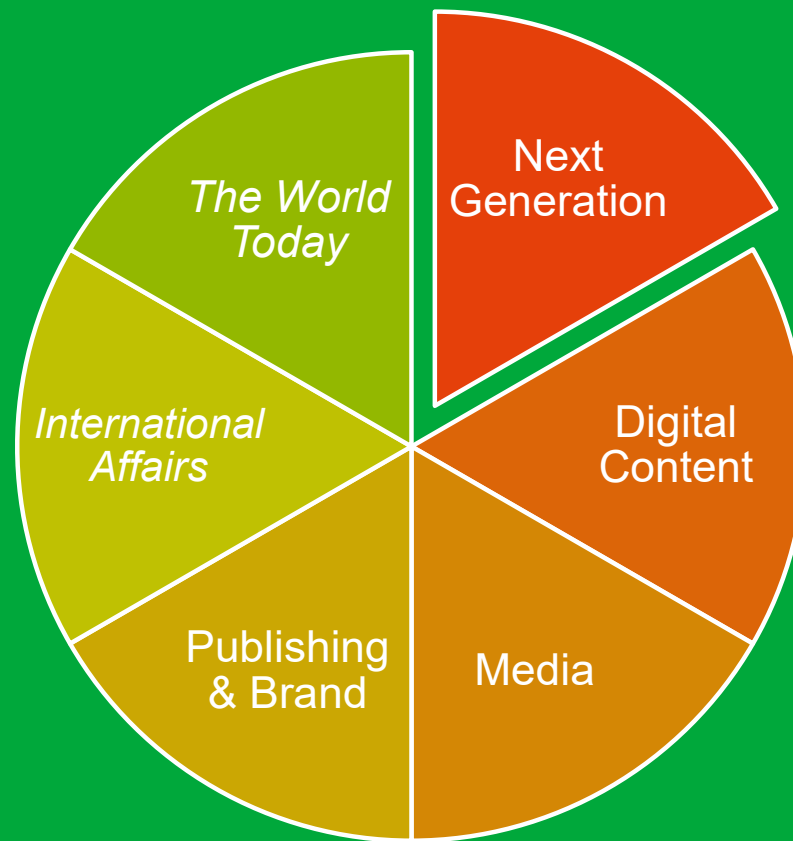 Next
Generation
Digital
Content
Media
Publishing
& Brand
International
Affairs
The World
Today